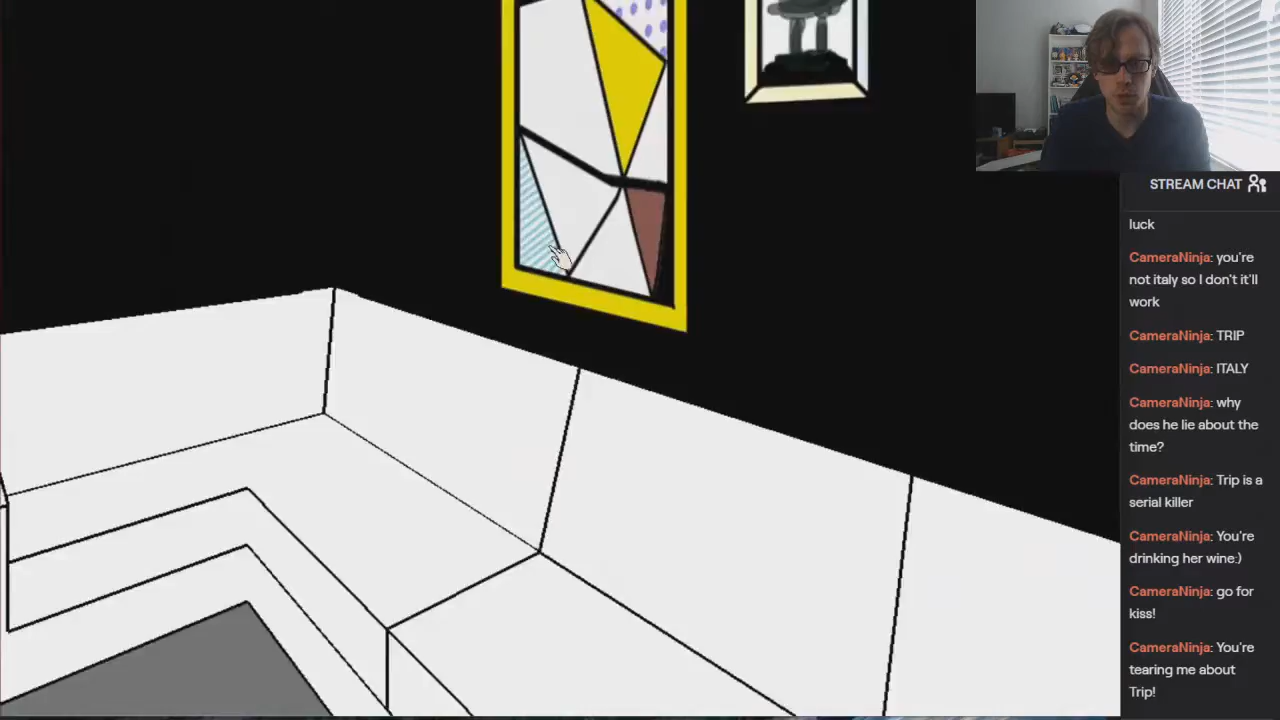 STREAM CHAT
luck
CameraNinja: you're
not italy so I don't it'll
work
CameraNinja: TRIP
CameraNinja: ITALY
CameraNinja: why
does he lie about the
time?
CameraNinja: Trip is a
serial killer
CameraNinja: You're
drinking her wine:)
CameraNinja: go for
kiss!
CameraNinja: You're
tearing me about
Trip!